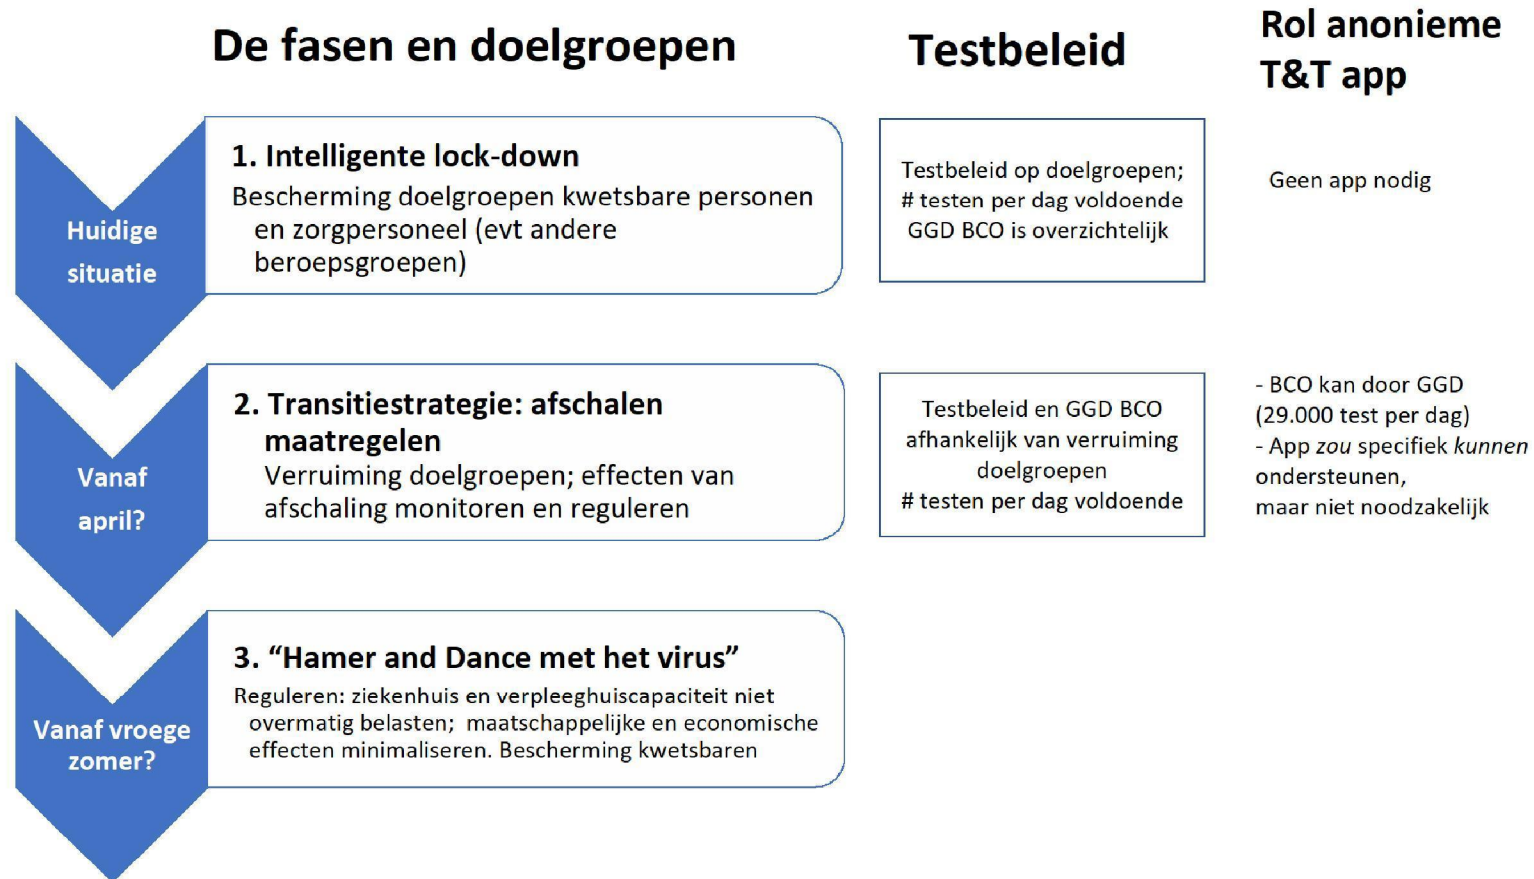 De fasen en doelgroepen
Testbeleid
Rol anonieme
T&T app
Huidige
situatie
1. Intelligente lock-down
Bescherming doelgroepen kwetsbare personen
en zorgpersoneel (evt andere
beroepsgroepen)
Testbeleid op doelgroepen;
# testen per dag voldoende
GGD BCO is overzichtelijk
Geen app nodig
Vanaf
april?
2. Transitiestrategie: afschalen
maatregelen
Verruiming doelgroepen; effecten van
afschaling monitoren en reguleren
Testbeleid en GGD BCO
afhankelijk van verruiming
doelgroepen
# testen per dag voldoende
- BCO kan door GGD
(29.000 test per dag)
- App zou specifiek kunnen
ondersteunen,
maar niet noodzakelijk
Vanaf vroege
zomer?
3. “Hamer and Dance met het virus”
Reguleren: ziekenhuis en verpleeghuiscapaciteit niet
overmatig belasten; maatschappelijke en economische
effecten minimaliseren. Bescherming kwetsbaren